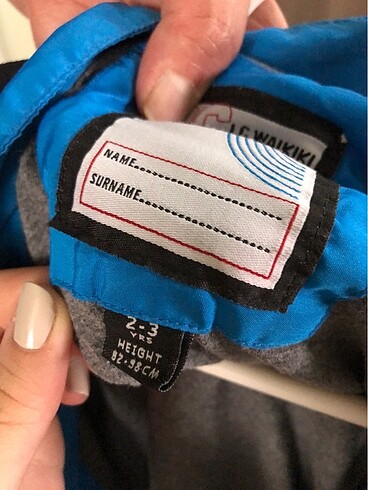 LC WAIKIKI
NAME
SURNAME
2-3
YRS
HEIGHT
92-98CM